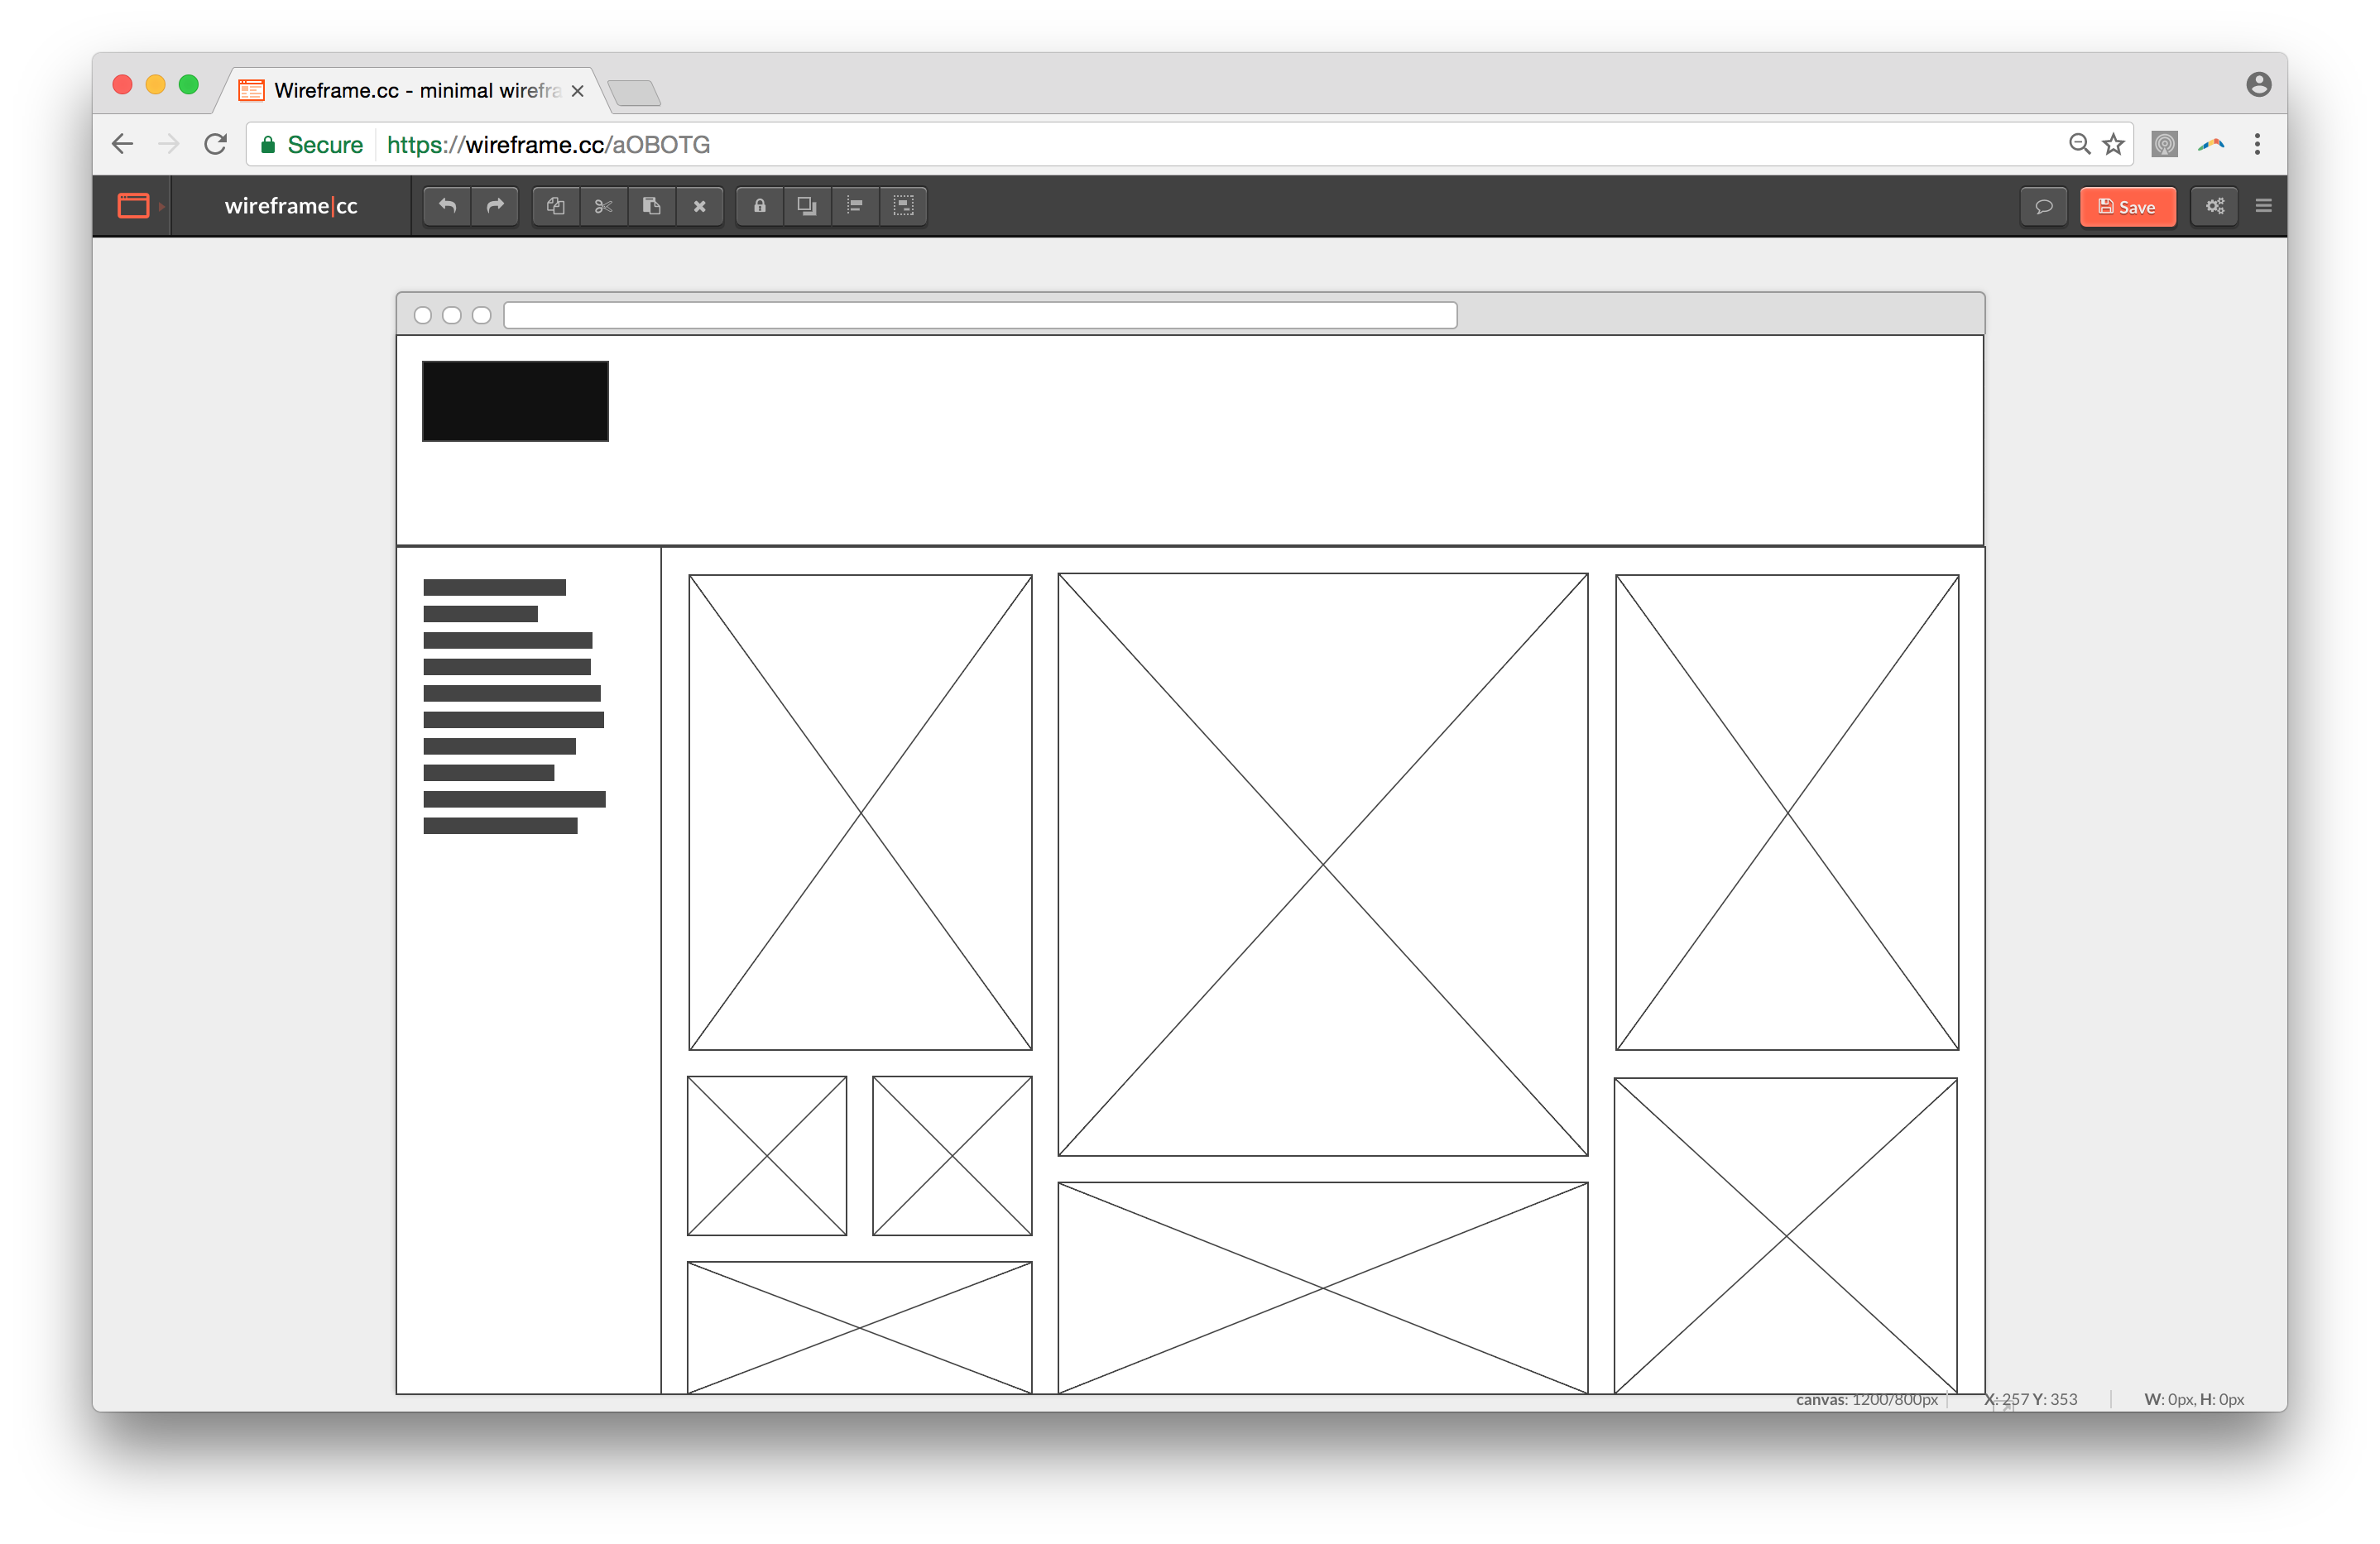 Wireframe.cc - minimal wirefra
Secure https://wireframe.cc/aOBOTG
wireframe|cc
Save
canvas: 1200/800px X: 257 Y: 353 W: 0px, H: 0px